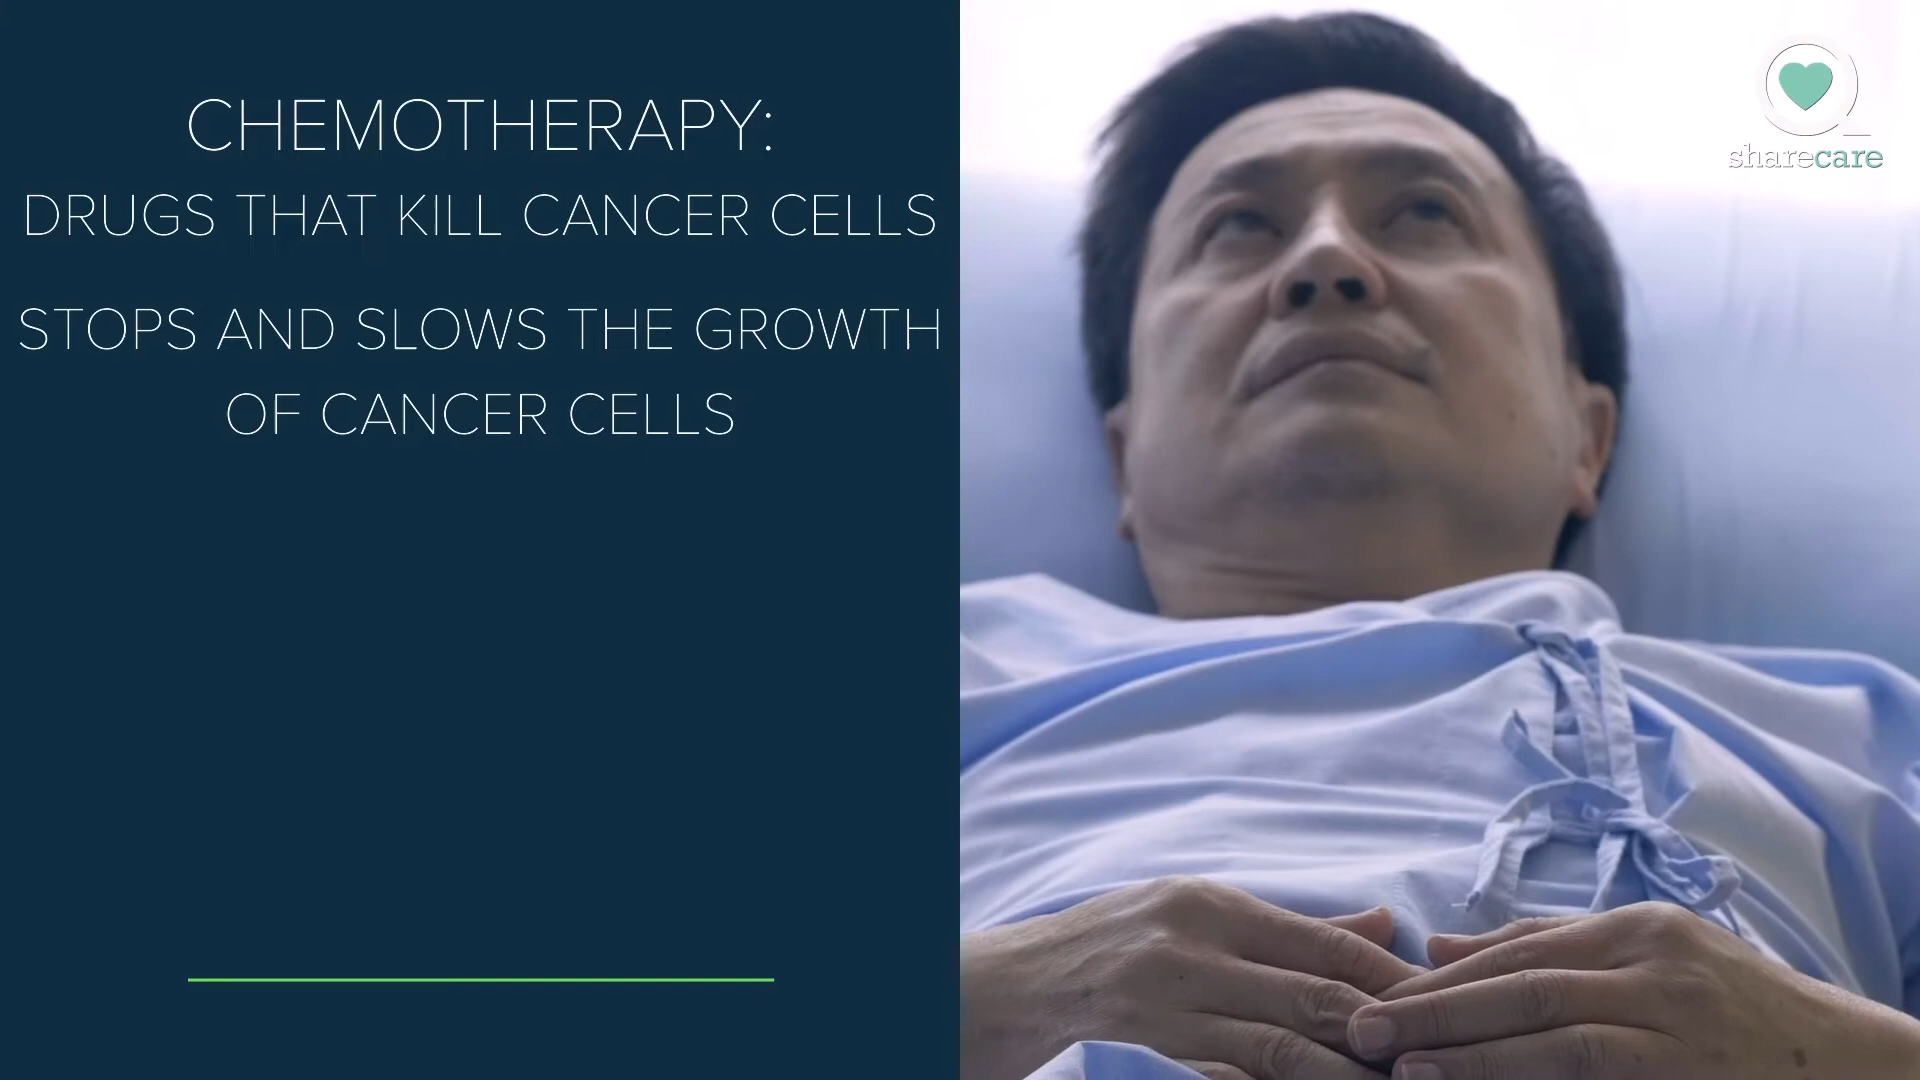 CHEMOTHERAPY:
DRUGS THAT KILL CANCER CELLS
STOPS AND SLOWS THE GROWTH
OF CANCER CELLS
sharecare